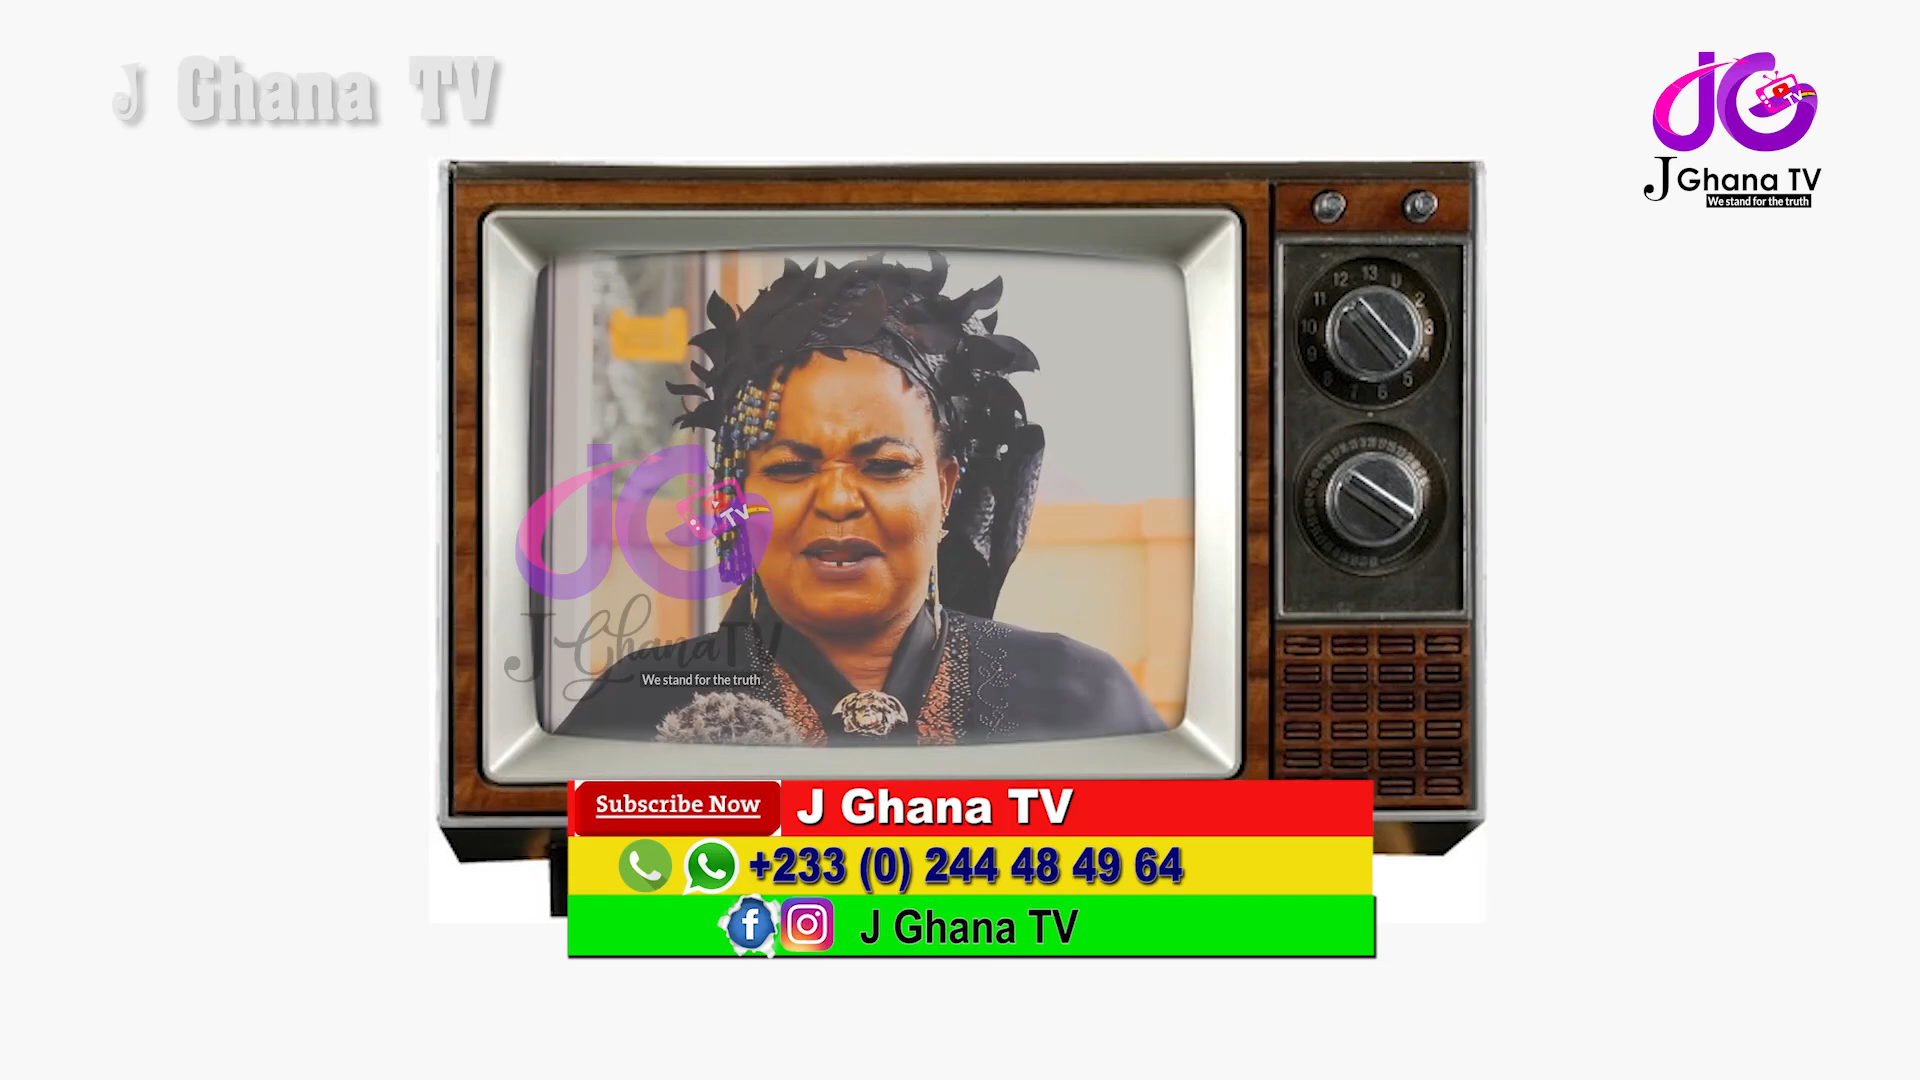 J Ghana TV
TV
J Ghana TV
We stand for the truth
12 13 U
11 2
10 3
9 4
8 5
7 6
TV
J Ghana TV
We stand for the truth
Subscribe Now J Ghana TV
+233 (0) 244 48 49 64
f J Ghana TV